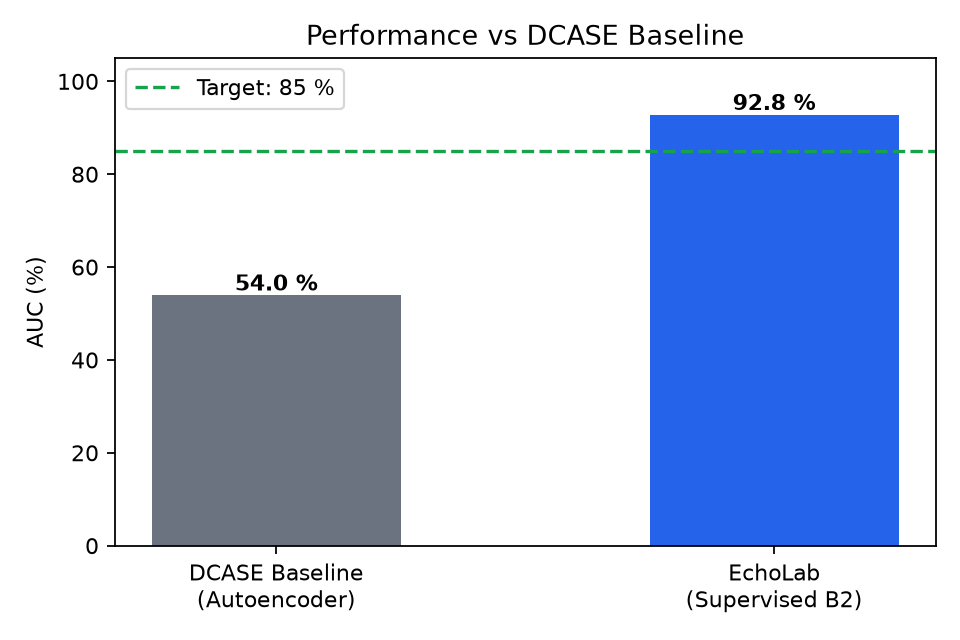 Performance vs DCASE Baseline
Target: 85 %
100
80
60
40
20
0
AUC (%)
54.0 %
92.8 %
DCASE Baseline
(Autoencoder)
EchoLab
(Supervised B2)